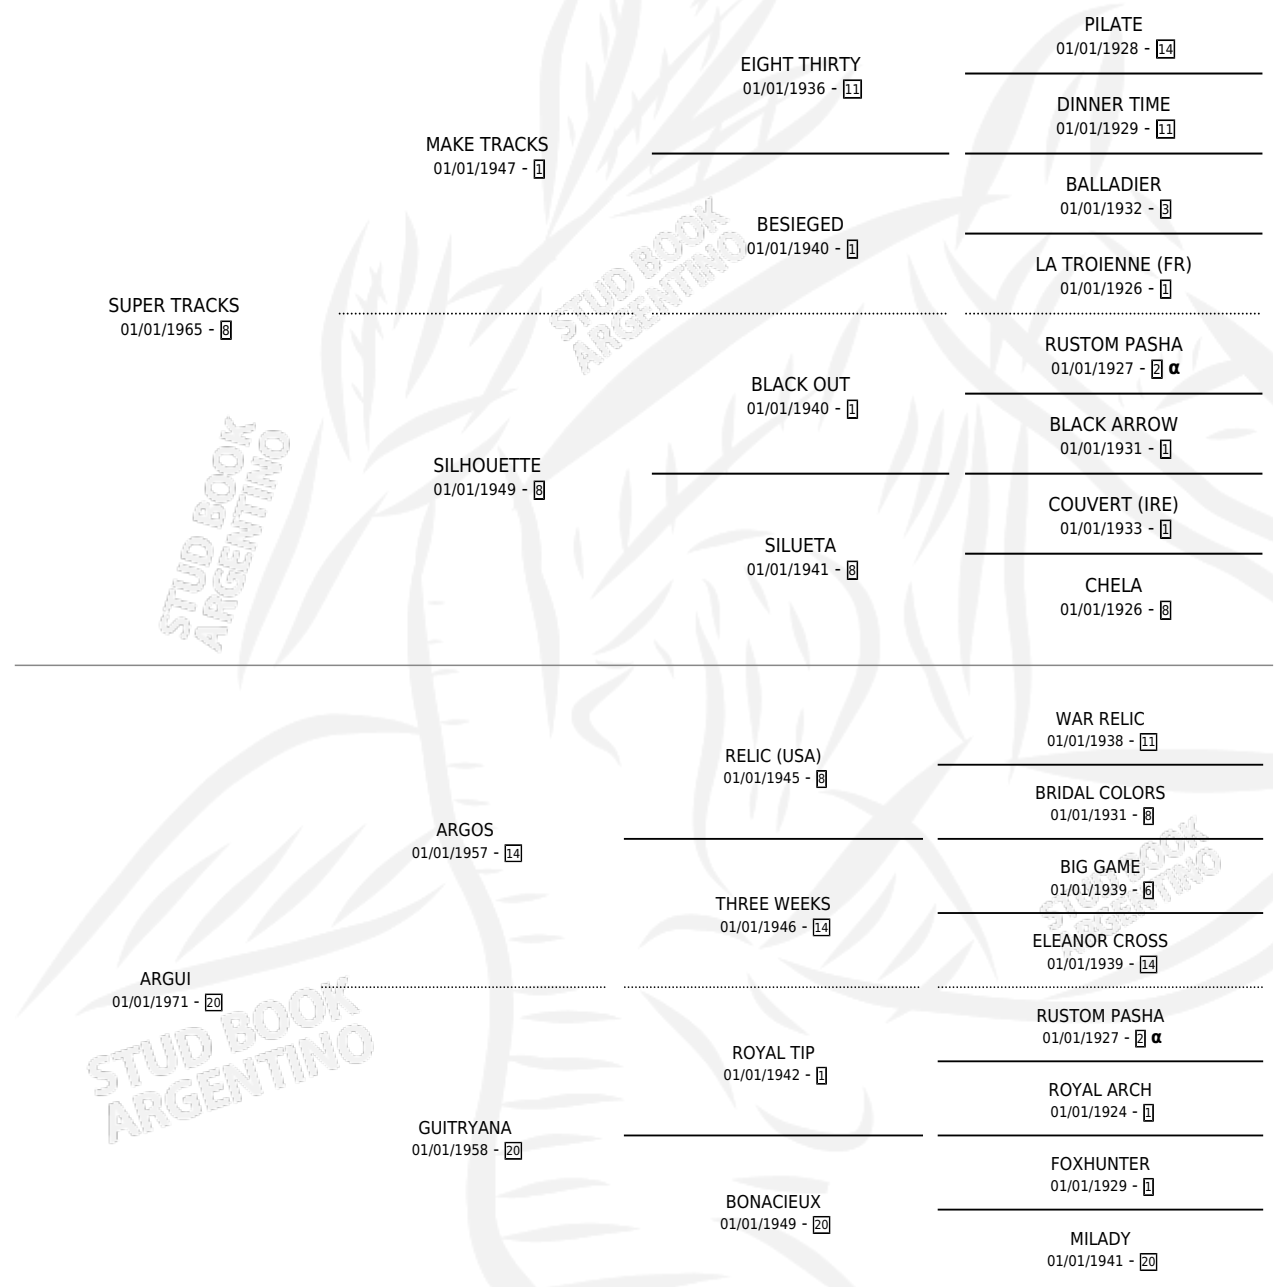 PILATE
01/01/1928 - 14
EIGHT THIRTY
01/01/1936 - 11
DINNER TIME
01/01/1929 - 11
MAKE TRACKS
01/01/1947 - 1
BALLADIER
01/01/1932 - 3
BESIEGED
01/01/1940 - 1
LA TROIENNE (FR)
01/01/1926 - 1
SUPER TRACKS
01/01/1965 - 8
RUSTOM PASHA
01/01/1927 - 2 α
BLACK OUT
01/01/1940 - 1
BLACK ARROW
01/01/1931 - 1
SILHOUETTE
01/01/1949 - 8
COUVERT (IRE)
01/01/1933 - 1
SILUETA
01/01/1941 - 8
CHELA
01/01/1926 - 8
STUD BOOK
ARGENTINO
STUD BOOK
ARGENTINO
WAR RELIC
01/01/1938 - 11
RELIC (USA)
01/01/1945 - 8
BRIDAL COLORS
01/01/1931 - 8
ARGOS
01/01/1957 - 14
BIG GAME
01/01/1939 - 6
THREE WEEKS
01/01/1946 - 14
ELEANOR CROSS
01/01/1939 - 14
ARGUI
01/01/1971 - 20
RUSTOM PASHA
01/01/1927 - 2 α
ROYAL TIP
01/01/1942 - 1
ROYAL ARCH
01/01/1924 - 1
GUITRYANA
01/01/1958 - 20
FOXHUNTER
01/01/1929 - 1
BONACIEUX
01/01/1949 - 20
MILADY
01/01/1941 - 20
STUD BOOK
ARGENTINO
STUD BOOK
ARGENTINO